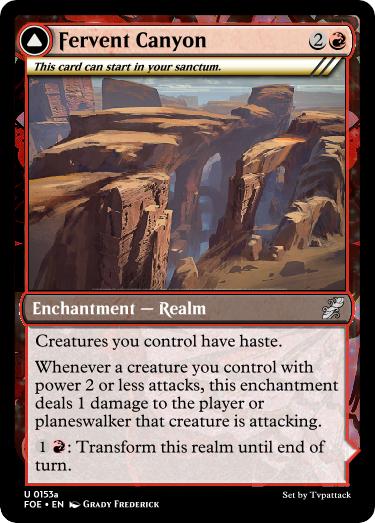 Fervent Canyon 2
This card can start in your sanctum.
Enchantment — Realm
Creatures you control have haste.
Whenever a creature you control with
power 2 or less attacks, this enchantment
deals 1 damage to the player or
planeswalker that creature is attacking.
1 : Transform this realm until end of
turn.
U 0153a
FOE • EN Grady Frederick
Set by Tvpattack